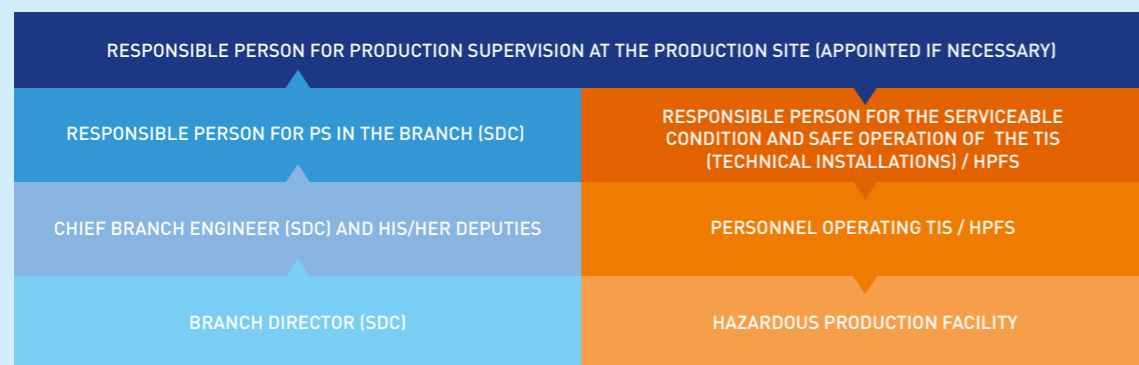 RESPONSIBLE PERSON FOR PRODUCTION SUPERVISION AT THE PRODUCTION SITE (APPOINTED IF NECESSARY)
RESPONSIBLE PERSON FOR PS IN THE BRANCH (SDC)
RESPONSIBLE PERSON FOR THE SERVICEABLE
CONDITION AND SAFE OPERATION OF THE TIS
(TECHNICAL INSTALLATIONS) / HPFS
CHIEF BRANCH ENGINEER (SDC) AND HIS/HER DEPUTIES
PERSONNEL OPERATING TIS / HPFS
BRANCH DIRECTOR (SDC)
HAZARDOUS PRODUCTION FACILITY